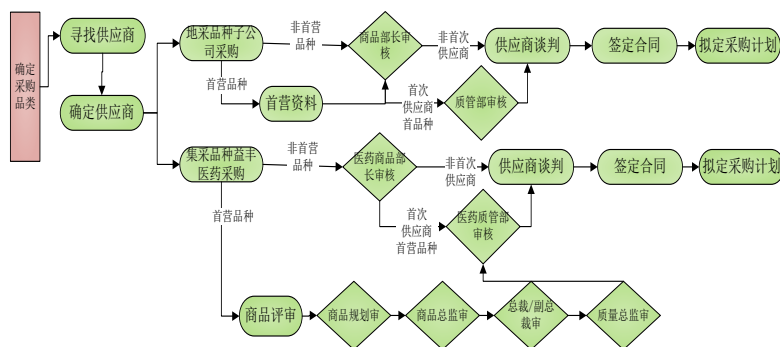 确定
采购
品类
寻找供应商
确定供应商
地采品种子公
司采购
非首营
品种
商品部长审
核
非首次
供应商
供应商谈判
签定合同
拟定采购计划
首营品种
首营资料
首次
供应商
首品种
质管部审核
集采品种益丰
医药采购
非首营
品种
医药商品部
长审核
非首次
供应商
供应商谈判
签定合同
拟定采购计划
首营品种
首次
供应商
首营品种
医药质管部
审核
商品评审
商品规划审
商品总监审
总裁/副总
裁审
质量总监审